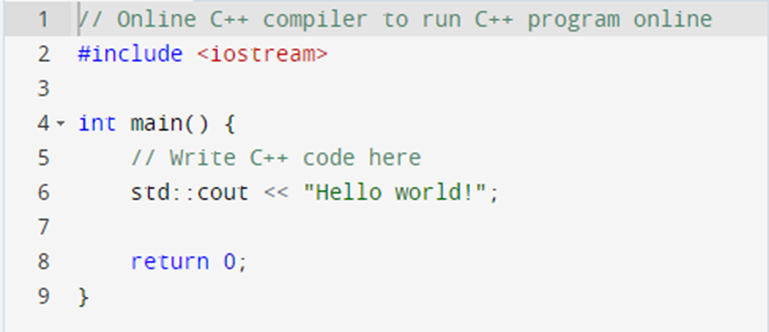 1 // Online C++ compiler to run C++ program online
2 #include <iostream>
3
4 int main() {
5     // Write C++ code here
6     std::cout << "Hello world!";
7
8     return 0;
9 }